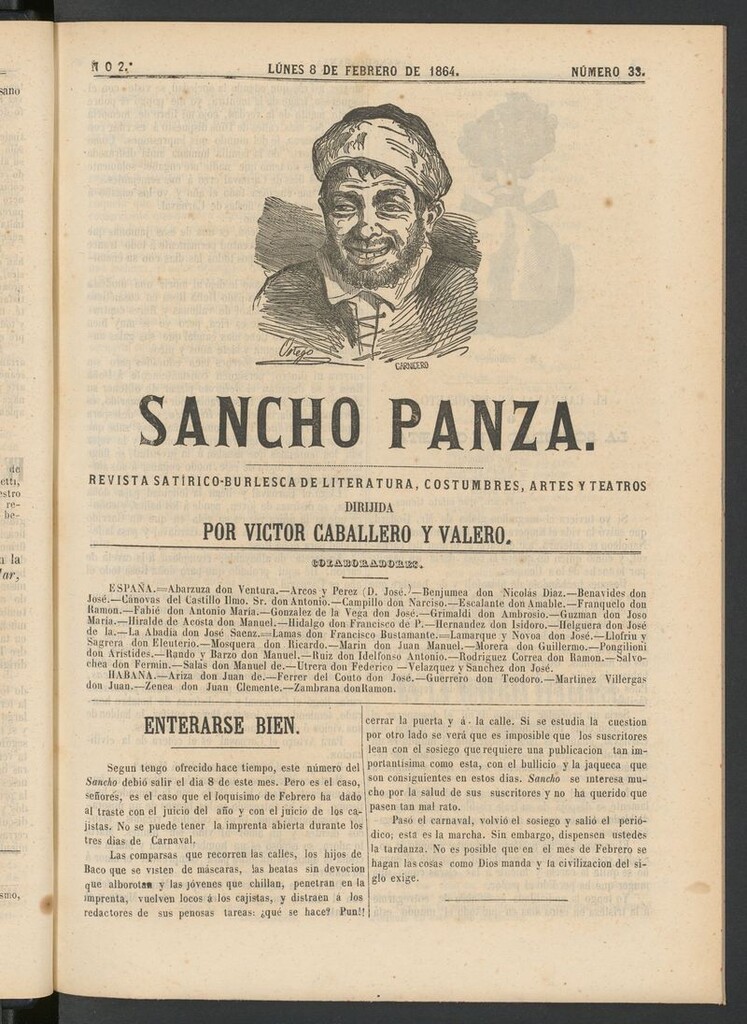 N O 2.°
LÚNES 8 DE FEBRERO DE 1864.
NÚMERO 33.
Ortego
CARNICERO
SANCHO PANZA.
REVISTA SATÍRICO-BURLESCA DE LITERATURA, COSTUMBRES, ARTES Y TEATROS
DIRIJIDA
POR VICTOR CABALLERO Y VALERO.
COLABORADORES.
ESPAÑA.=Abarzuza don Ventura.—Arcos y Perez (D. José.)—Benjumea don Nicolás Diaz.—Benavides don
José.—Cánovas del Castillo Ilmo. Sr. don Antonio.—Campillo don Narciso.—Escalante don Amable.—Franquelo don
Ramon.—Fabié don Antonio Maria.—Gonzalez de la Vega don José.—Grimaldi don Ambrosio.—Guzman don Joso
Maria.—Hiralde de Acosta don Manuel.—Hidalgo don Francisco de P.—Hernandez don Isidoro.—Helguera don José
de la.—La Abadia don José Saenz.=Lamas don Francisco Bustamante.=Lamarque y Novoa don José.—Llofriu y
Sagrera don Eleuterio.—Mosquera don Ricardo.—Marin don Juan Manuel.—Morera don Guillermo.—Pongilioni
don Aristides.—Rando y Barzo don Manuel.—Ruiz don Ildefonso Antonio.—Rodriguez Correa don Ramon.—Salvo-
chea don Fermin.—Salas don Manuel de.—Utrera don Federico —Velazquez y Sanchez don José.
HABANA.—Ariza don Juan de.—Ferrer del Couto don José.—Guerrero don Teodoro.—Martinez Villergas
don Juan.—Zenea don Juan Clemente.—Zambrana don Ramon.
ENTERARSE BIEN.
Segun tengo ofrecido hace tiempo, este número del
Sancho debió salir el dia 8 de este mes. Pero es el caso,
señores, es el caso que el loquísimo de Febrero ha dado
al traste con el juicio del año y con el juicio de los ca-
jistas. No se puede tener la imprenta abierta durante los
tres dias de Carnaval.
Las comparsas que recorren las calles, los hijos de
Baco que se visten de máscaras, las beatas sin devocion
que alborotan y las jóvenes que chillan, penetran en la
imprenta, vuelven locos á los cajistas, y distraen á los
redactores de sus penosas tareas: ¿qué se hace? Pun!!
cerrar la puerta y á la calle. Si se estudia la cuestion
por otro lado se verá que es imposible que los suscritores
lean con el sosiego que requiere una publicacion tan im-
portantísima como esta, con el bullicio y la jaqueca que
son consiguientes en estos dias. Sancho se interesa mu-
cho por la salud de sus suscritores y no ha querido que
pasen tan mal rato.
Pasó el carnaval, volvió el sosiego y salió el perió-
dico; esta es la marcha. Sin embargo, dispensen ustedes
la tardanza. No es posible que en el mes de Febrero se
hagan las cosas como Dios manda y la civilizacion del si-
glo exige.